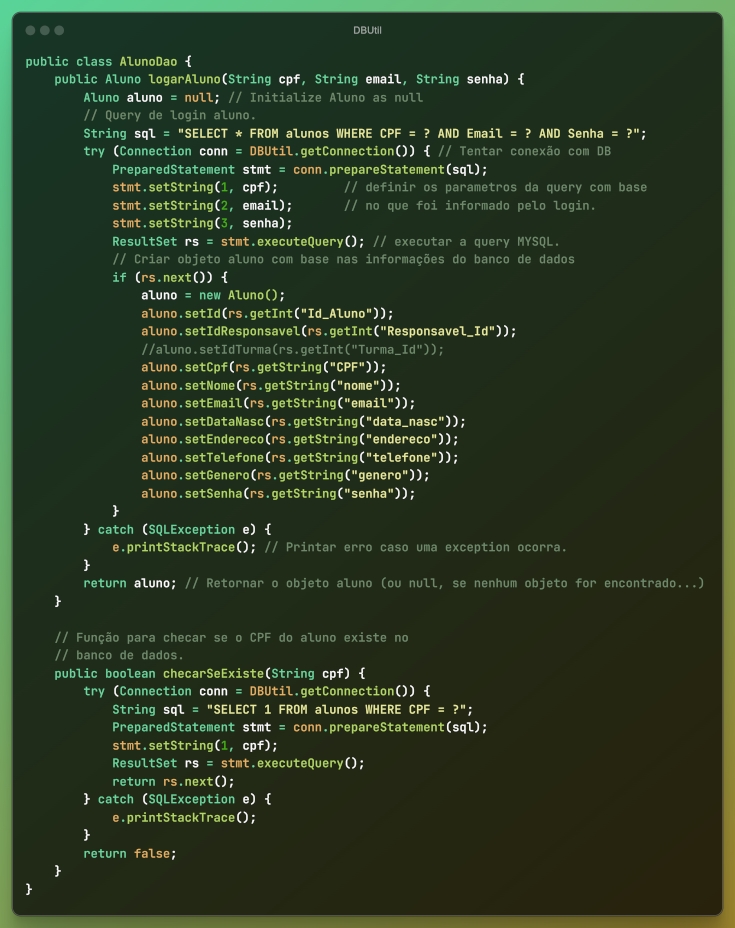 DBUtil
public class AlunoDao {
    public Aluno logarAluno(String cpf, String email, String senha) {
        Aluno aluno = null; // Initialize Aluno as null
        // Query de login aluno.
        String sql = "SELECT * FROM alunos WHERE CPF = ? AND Email = ? AND Senha = ?";
        try (Connection conn = DBUtil.getConnection()) { // Tentar conexão com DB
            PreparedStatement stmt = conn.prepareStatement(sql);
            stmt.setString(1, cpf);         // definir os parametros da query com base
            stmt.setString(2, email);       // no que foi informado pelo login.
            stmt.setString(3, senha);
            ResultSet rs = stmt.executeQuery(); // executar a query MYSQL.
            // Criar objeto aluno com base nas informações do banco de dados
            if (rs.next()) {
                aluno = new Aluno();
                aluno.setId(rs.getInt("Id_Aluno"));
                aluno.setIdResponsavel(rs.getInt("Responsavel_Id"));
                //aluno.setIdTurma(rs.getInt("Turma_Id"));
                aluno.setCpf(rs.getString("CPF"));
                aluno.setNome(rs.getString("nome"));
                aluno.setEmail(rs.getString("email"));
                aluno.setDataNasc(rs.getString("data_nasc"));
                aluno.setEndereco(rs.getString("endereco"));
                aluno.setTelefone(rs.getString("telefone"));
                aluno.setGenero(rs.getString("genero"));
                aluno.setSenha(rs.getString("senha"));
            }
        } catch (SQLException e) {
            e.printStackTrace(); // Printar erro caso uma exception ocorra.
        }
        return aluno; // Retornar o objeto aluno (ou null, se nenhum objeto for encontrado...)
    }

    // Função para checar se o CPF do aluno existe no
    // banco de dados.
    public boolean checarSeExiste(String cpf) {
        try (Connection conn = DBUtil.getConnection()) {
            String sql = "SELECT 1 FROM alunos WHERE CPF = ?";
            PreparedStatement stmt = conn.prepareStatement(sql);
            stmt.setString(1, cpf);
            ResultSet rs = stmt.executeQuery();
            return rs.next();
        } catch (SQLException e) {
            e.printStackTrace();
        }
        return false;
    }
}